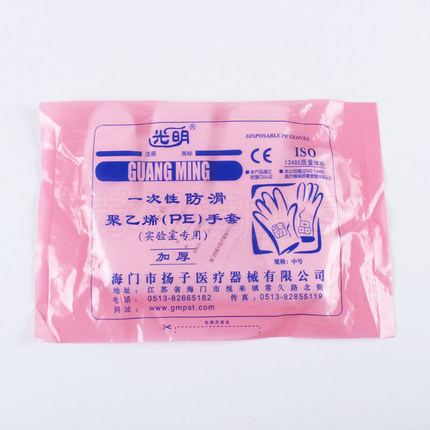 光明®
注册 商标
GUANG MING
DISPOSABLE PE GLOVES
CE ISO
13485质量体系
一次性 防滑
聚乙烯(PE)手套
(实验室专用)
加厚
规格:中号
海门市扬子医疗器械有限公司
地址:江苏省海门市悦来镇常久路北侧
电话:0513-82665182 传真:0513-82855119
网址:www.gmpst.com